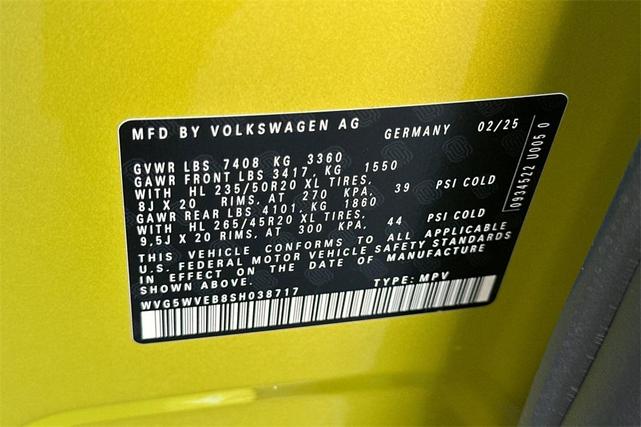 MFD BY VOLKSWAGEN AG GERMANY 02/25
GVWR LBS 7408 KG 3360
GAWR FRONT LBS 3417, KG 1550
WITH HL 235/50R20 XL TIRES,
8J X 20 RIMS, AT 270 KPA, 39 PSI COLD
GAWR REAR LBS 4101, KG 1860
WITH HL 265/45R20 XL TIRES,
9,5J X 20 RIMS, AT 300 KPA, 44 PSI COLD
THIS VEHICLE CONFORMS TO ALL APPLICABLE
U.S. FEDERAL MOTOR VEHICLE SAFETY STANDARDS
IN EFFECT ON THE DATE OF MANUFACTURE
SHOWN ABOVE.
WVG5WVEB8SH038717 TYPE: MPV
0934522 U005 0